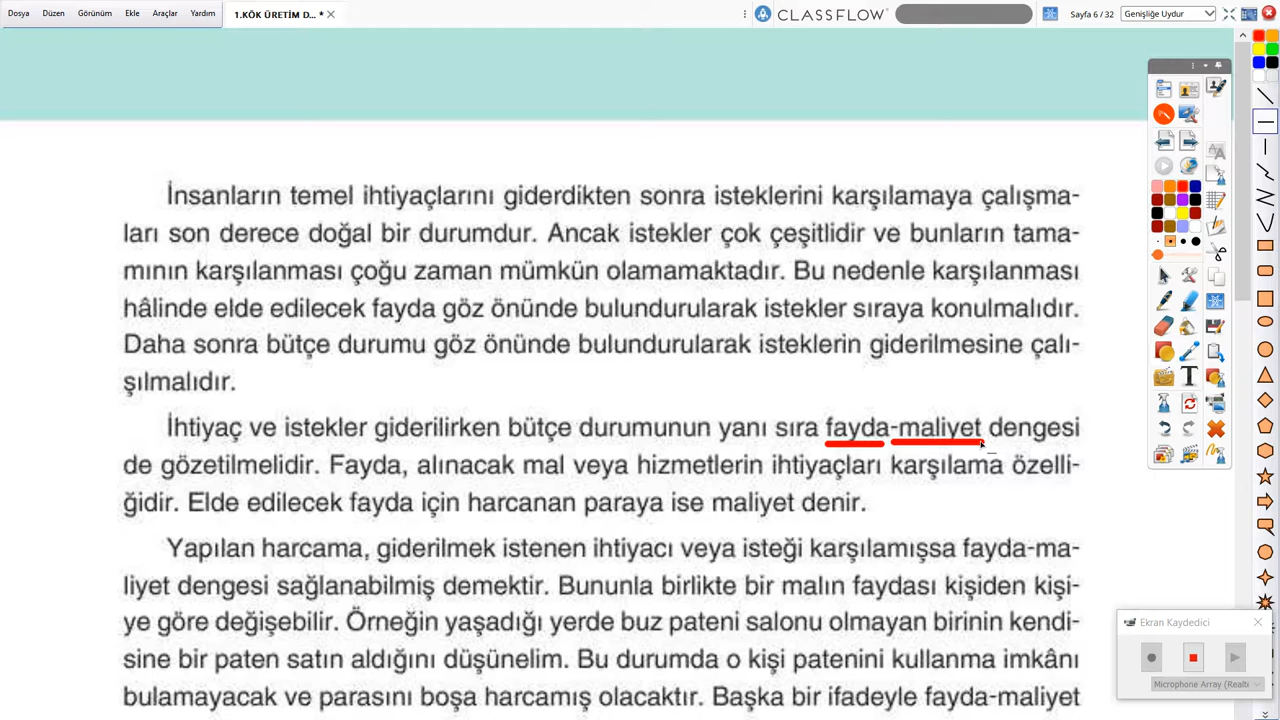 Dosya Düzen Görünüm Ekle Araçlar Yardım 1.KÖK ÜRETİM D... * CLASSFLOW Sayfa 6 / 32 Genişliğe Uydur
İnsanların temel ihtiyaçlarını giderdikten sonra isteklerini karşılamaya çalışma-
ları son derece doğal bir durumdur. Ancak istekler çok çeşitlidir ve bunların tama-
mının karşılanması çoğu zaman mümkün olamamaktadır. Bu nedenle karşılanması
hâlinde elde edilecek fayda göz önünde bulundurularak istekler sıraya konulmalıdır.
Daha sonra bütçe durumu göz önünde bulundurularak isteklerin giderilmesine çalı-
şılmalıdır.
İhtiyaç ve istekler giderilirken bütçe durumunun yanı sıra fayda-maliyet dengesi
de gözetilmelidir. Fayda, alınacak mal veya hizmetlerin ihtiyaçları karşılama özelli-
ğidir. Elde edilecek fayda için harcanan paraya ise maliyet denir.
Yapılan harcama, giderilmek istenen ihtiyacı veya isteği karşılamışsa fayda-ma-
liyet dengesi sağlanabilmiş demektir. Bununla birlikte bir malın faydası kişiden kişi-
ye göre değişebilir. Örneğin yaşadığı yerde buz pateni salonu olmayan birinin kendi-
sine bir paten satın aldığını düşünelim. Bu durumda o kişi patenini kullanma imkânı
bulamayacak ve parasını boşa harcamış olacaktır. Başka bir ifadeyle fayda-maliyet
Ekran Kaydedici
Microphone Array (Realt